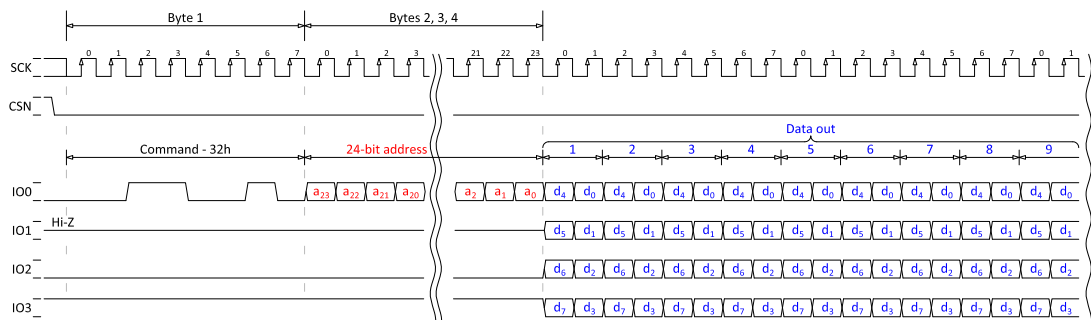 Byte 1 Bytes 2, 3, 4
0 1 2 3 4 5 6 7 0 1 2 3 21 22 23 0 1 2 3 4 5 6 7 0 1 2 3 4 5 6 7 0 1
SCK
CSN
Data out
Command - 32h 24-bit address 1 2 3 4 5 6 7 8 9
IO0 a23 a22 a21 a20 a2 a1 a0 d4 d0 d4 d0 d4 d0 d4 d0 d4 d0 d4 d0 d4 d0 d4 d0 d4 d0
Hi-Z
IO1 d5 d1 d5 d1 d5 d1 d5 d1 d5 d1 d5 d1 d5 d1 d5 d1 d5 d1
IO2 d6 d2 d6 d2 d6 d2 d6 d2 d6 d2 d6 d2 d6 d2 d6 d2 d6 d2
IO3 d7 d3 d7 d3 d7 d3 d7 d3 d7 d3 d7 d3 d7 d3 d7 d3 d7 d3